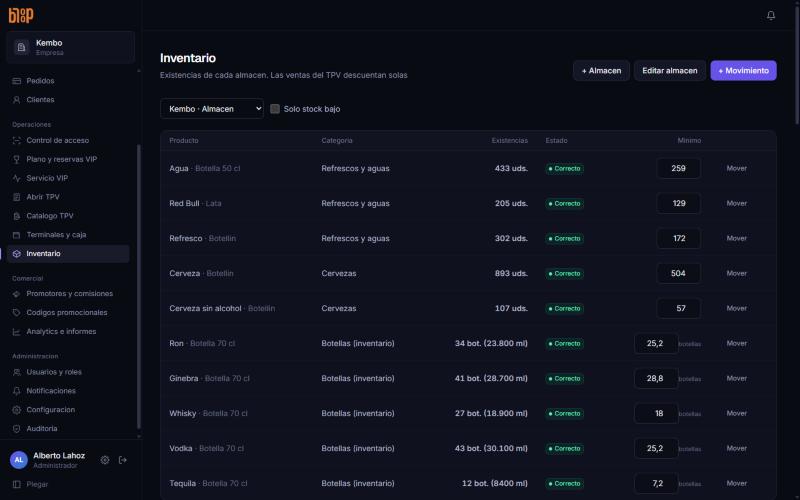 bloop
Kembo
Empresa
Pedidos
Clientes
Operaciones
Control de acceso
Plano y reservas VIP
Servicio VIP
Abrir TPV
Catalogo TPV
Terminales y caja
Inventario
Comercial
Promotores y comisiones
Codigos promocionales
Analytics e informes
Administracion
Usuarios y roles
Notificaciones
Configuracion
Auditoria
AL
Alberto Lahoz
Administrador
Plegar
Inventario
Existencias de cada almacen. Las ventas del TPV descuentan solas
+ Almacen
Editar almacen
+ Movimiento
Kembo · Almacen
Solo stock bajo
Producto Categoria Existencias Estado Minimo
Agua · Botella 50 cl Refrescos y aguas 433 uds. Correcto 259 Mover
Red Bull · Lata Refrescos y aguas 205 uds. Correcto 129 Mover
Refresco · Botellin Refrescos y aguas 302 uds. Correcto 172 Mover
Cerveza · Botellin Cervezas 893 uds. Correcto 504 Mover
Cerveza sin alcohol · Botellin Cervezas 107 uds. Correcto 57 Mover
Ron · Botella 70 cl Botellas (inventario) 34 bot. (23.800 ml) Correcto 25,2 botellas Mover
Ginebra · Botella 70 cl Botellas (inventario) 41 bot. (28.700 ml) Correcto 28,8 botellas Mover
Whisky · Botella 70 cl Botellas (inventario) 27 bot. (18.900 ml) Correcto 18 botellas Mover
Vodka · Botella 70 cl Botellas (inventario) 43 bot. (30.100 ml) Correcto 25,2 botellas Mover
Tequila · Botella 70 cl Botellas (inventario) 12 bot. (8400 ml) Correcto 7,2 botellas Mover